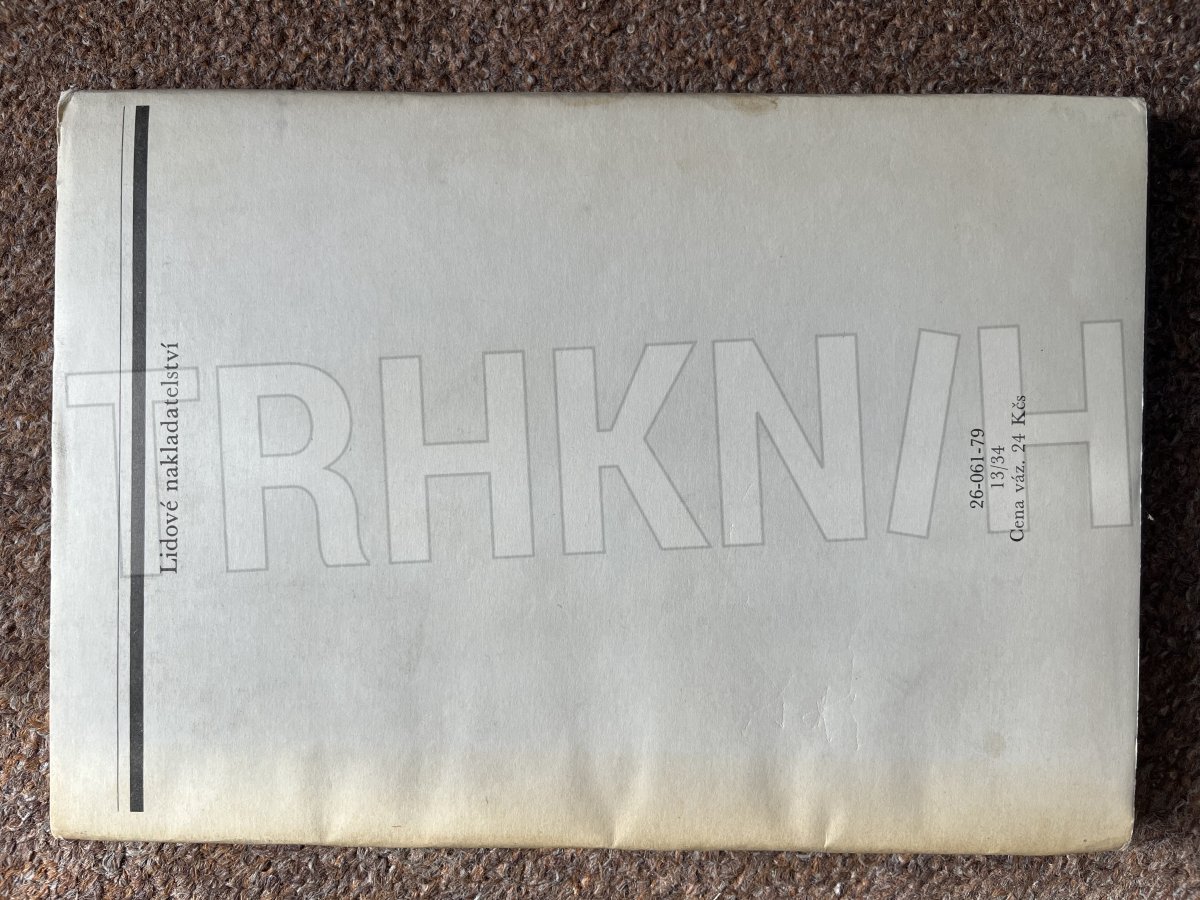 Lidové nakladatelství
26-061-79
13/34
Cena váz. 24 Kčs
TRHKNIH